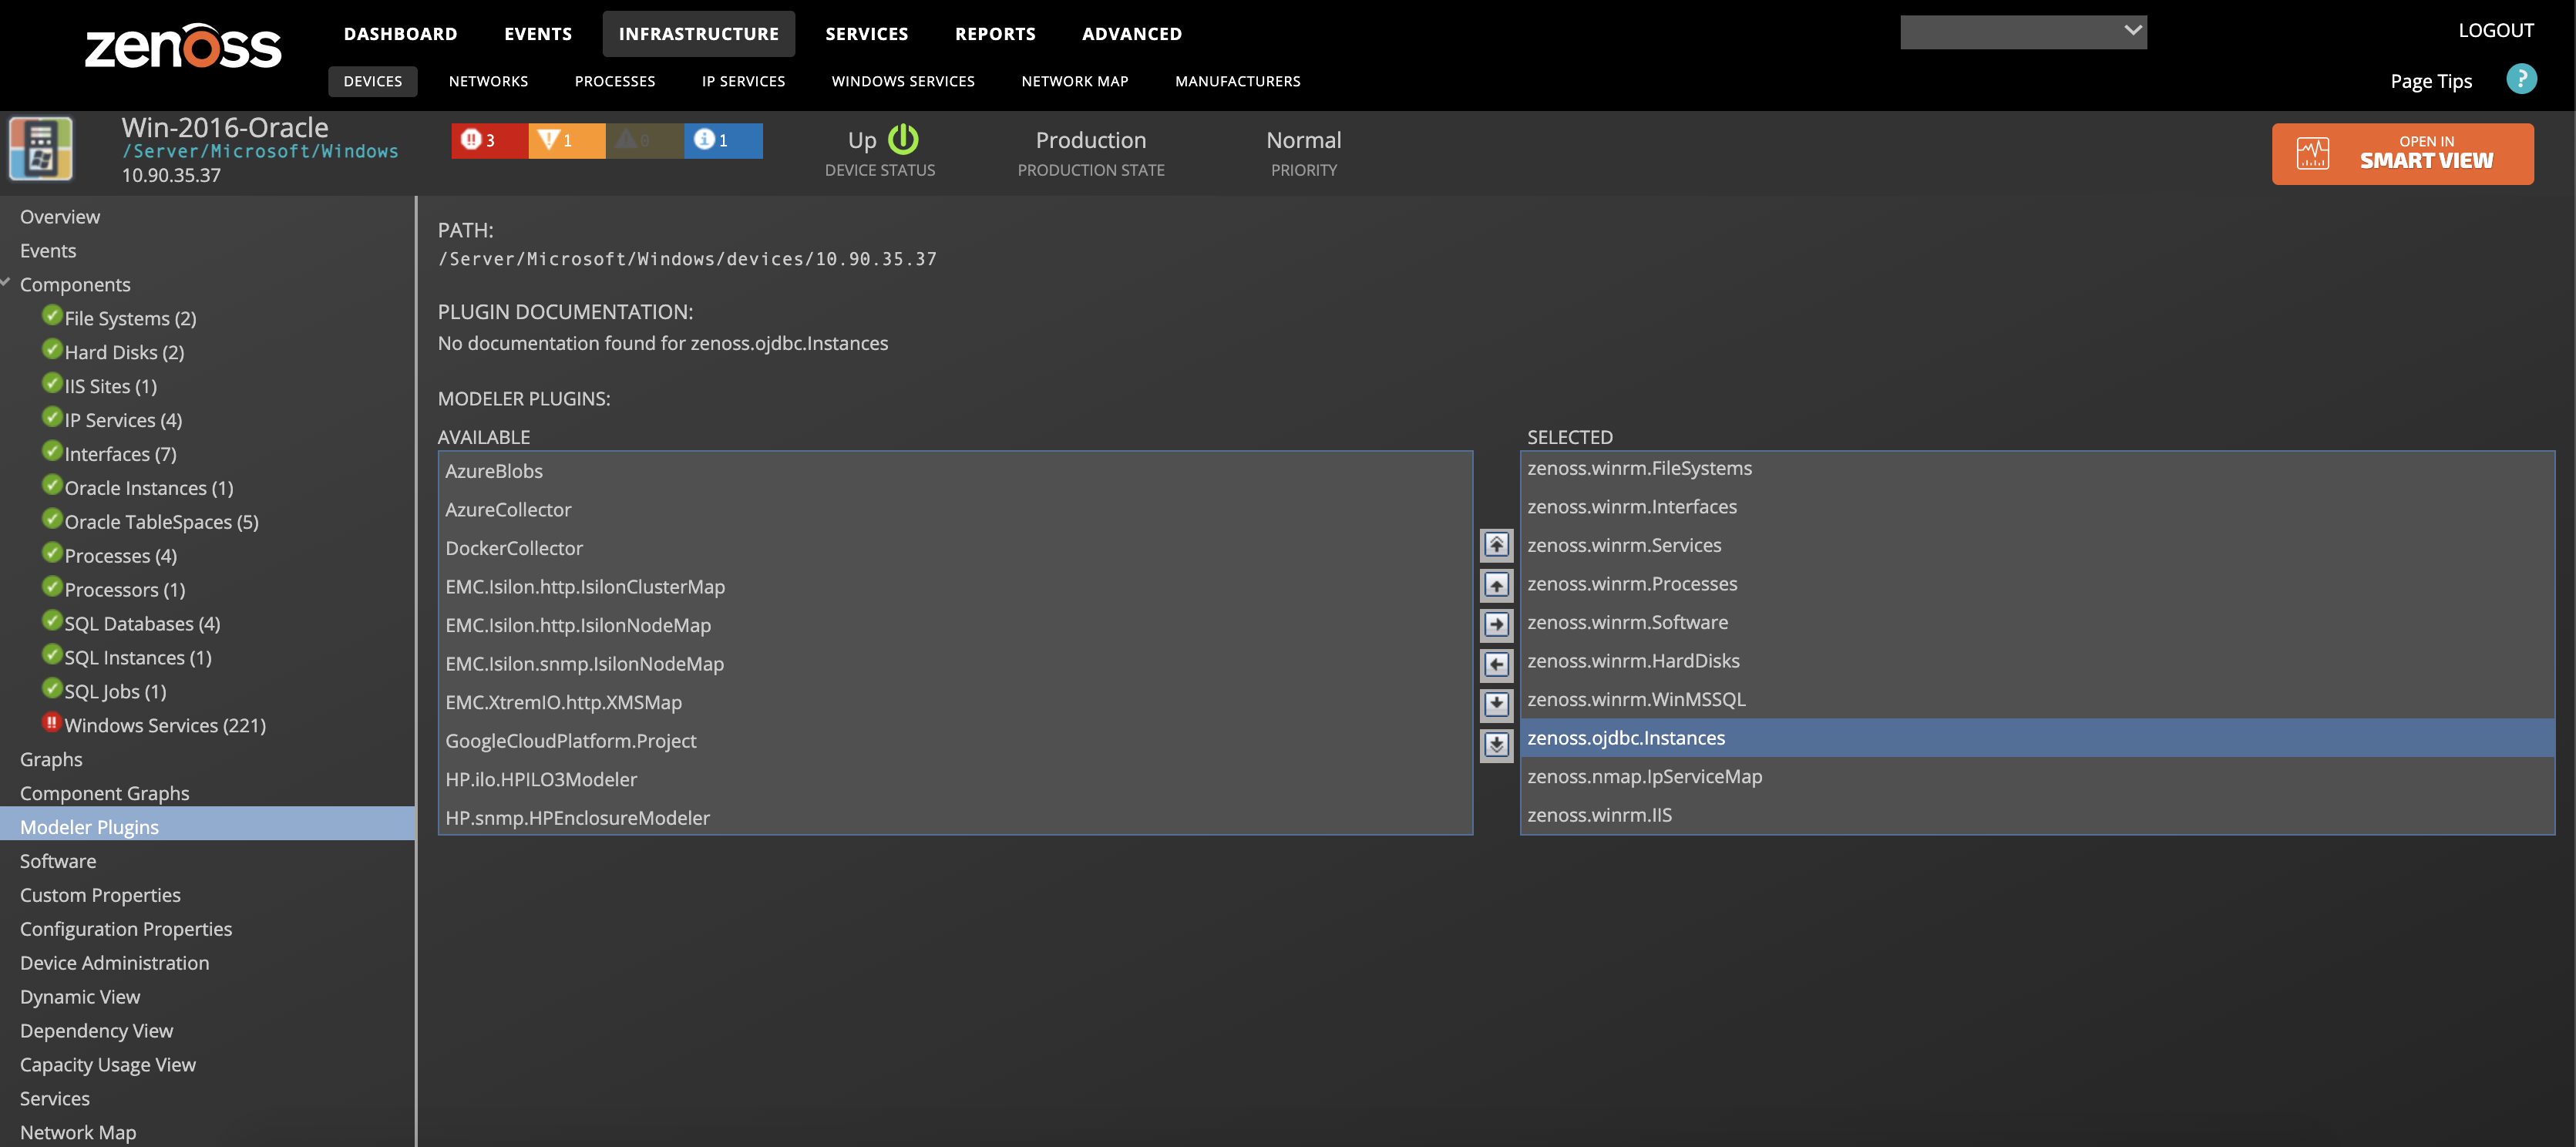 zenoss
DASHBOARD EVENTS INFRASTRUCTURE SERVICES REPORTS ADVANCED
LOGOUT
DEVICES NETWORKS PROCESSES IP SERVICES WINDOWS SERVICES NETWORK MAP MANUFACTURERS
Page Tips ?
Win-2016-Oracle
/Server/Microsoft/Windows
10.90.35.37
3 1 0 1
Up
DEVICE STATUS
Production
PRODUCTION STATE
Normal
PRIORITY
OPEN IN
SMART VIEW
Overview
Events
Components
File Systems (2)
Hard Disks (2)
IIS Sites (1)
IP Services (4)
Interfaces (7)
Oracle Instances (1)
Oracle TableSpaces (5)
Processes (4)
Processors (1)
SQL Databases (4)
SQL Instances (1)
SQL Jobs (1)
Windows Services (221)
Graphs
Component Graphs
Modeler Plugins
Software
Custom Properties
Configuration Properties
Device Administration
Dynamic View
Dependency View
Capacity Usage View
Services
Network Map
PATH:
/Server/Microsoft/Windows/devices/10.90.35.37
PLUGIN DOCUMENTATION:
No documentation found for zenoss.ojdbc.Instances
MODELER PLUGINS:
AVAILABLE
AzureBlobs
AzureCollector
DockerCollector
EMC.Isilon.http.IsilonClusterMap
EMC.Isilon.http.IsilonNodeMap
EMC.Isilon.snmp.IsilonNodeMap
EMC.XtremIO.http.XMSMap
GoogleCloudPlatform.Project
HP.ilo.HPILO3Modeler
HP.snmp.HPEnclosureModeler
SELECTED
zenoss.winrm.FileSystems
zenoss.winrm.Interfaces
zenoss.winrm.Services
zenoss.winrm.Processes
zenoss.winrm.Software
zenoss.winrm.HardDisks
zenoss.winrm.WinMSSQL
zenoss.ojdbc.Instances
zenoss.nmap.IpServiceMap
zenoss.winrm.IIS